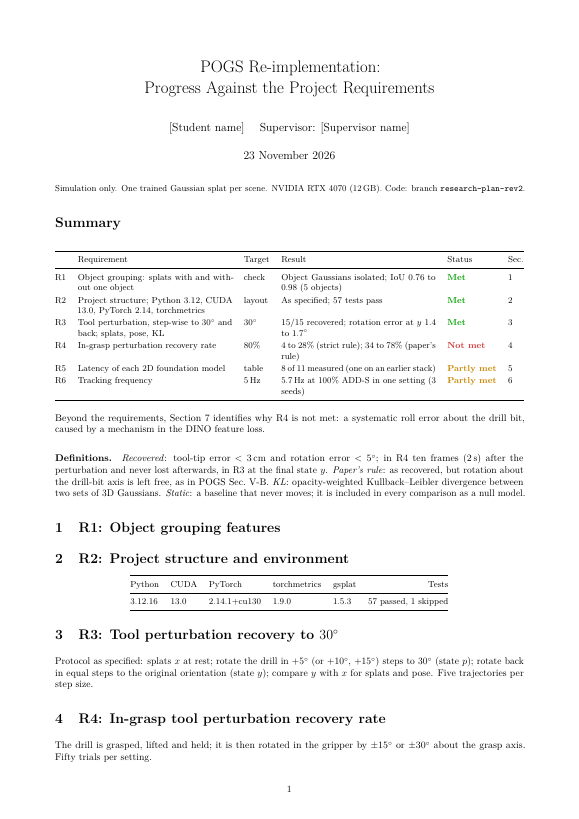 POGS Re-implementation:
Progress Against the Project Requirements
[Student name] Supervisor: [Supervisor name]
23 November 2026
Simulation only. One trained Gaussian splat per scene. NVIDIA RTX 4070 (12 GB). Code: branch research-plan-rev2.
Summary
Requirement Target Result Status Sec.
R1 Object grouping: splats with and with- check Object Gaussians isolated; IoU 0.76 to Met 1
out one object 0.98 (5 objects)
R2 Project structure; Python 3.12, CUDA layout As specified; 57 tests pass Met 2
13.0, PyTorch 2.14, torchmetrics
R3 Tool perturbation, step-wise to 30° and 30° 15/15 recovered; rotation error at y 1.4 Met 3
back; splats, pose, KL to 1.7°
R4 In-grasp tool perturbation recovery rate 80% 4 to 28% (strict rule); 34 to 78% (paper's Not met 4
rule)
R5 Latency of each 2D foundation model table 8 of 11 measured (one on an earlier stack) Partly met 5
R6 Tracking frequency 5 Hz 5.7 Hz at 100% ADD-S in one setting (3 Partly met 6
seeds)
Beyond the requirements, Section 7 identifies why R4 is not met: a systematic roll error about the drill bit,
caused by a mechanism in the DINO feature loss.
Definitions. Recovered: tool-tip error < 3 cm and rotation error < 5°; in R4 ten frames (2 s) after the
perturbation and never lost afterwards, in R3 at the final state y. Paper's rule: as recovered, but rotation about
the drill-bit axis is left free, as in POGS Sec. V-B. KL: opacity-weighted Kullback–Leibler divergence between
two sets of 3D Gaussians. Static: a baseline that never moves; it is included in every comparison as a null model.
1 R1: Object grouping features
2 R2: Project structure and environment
Python CUDA PyTorch torchmetrics gsplat Tests
3.12.16 13.0 2.14.1+cu130 1.9.0 1.5.3 57 passed, 1 skipped
3 R3: Tool perturbation recovery to 30°
Protocol as specified: splats x at rest; rotate the drill in +5° (or +10°, +15°) steps to 30° (state p); rotate back
in equal steps to the original orientation (state y); compare y with x for splats and pose. Five trajectories per
step size.
4 R4: In-grasp tool perturbation recovery rate
The drill is grasped, lifted and held; it is then rotated in the gripper by ±15° or ±30° about the grasp axis.
Fifty trials per setting.
1